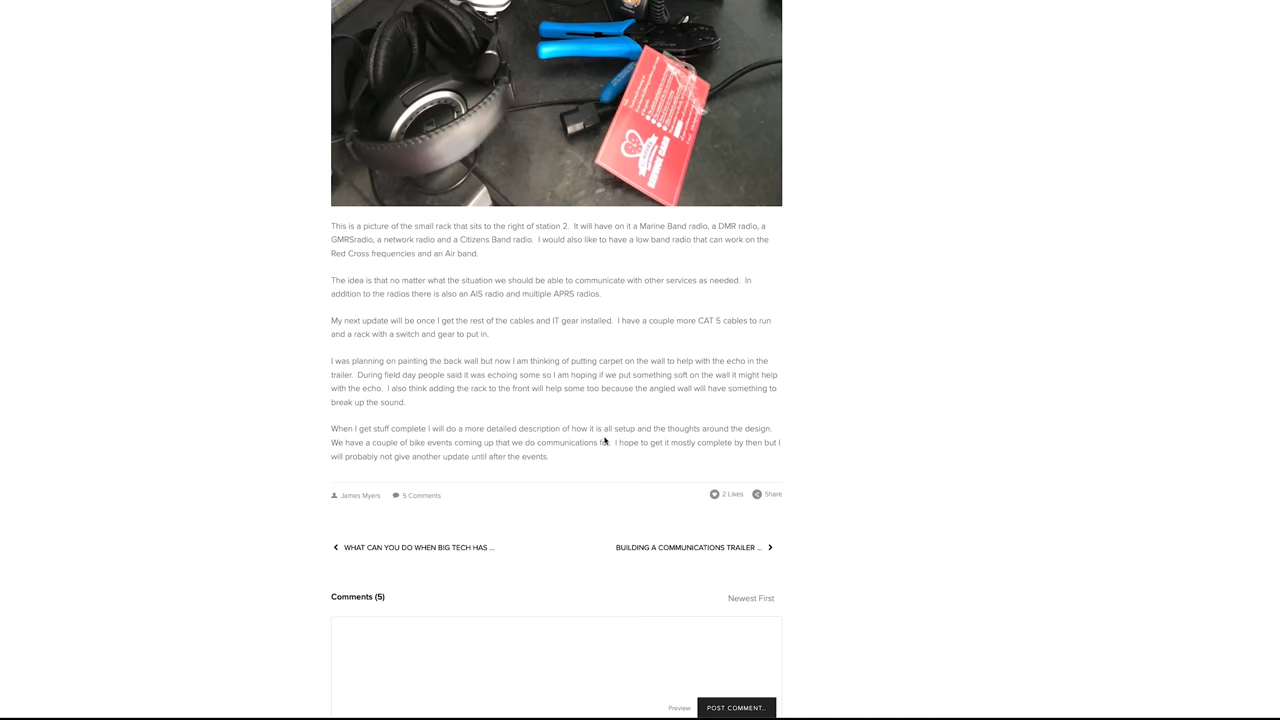 SERVICE CARD
This is a picture of the small rack that sits to the right of station 2.  It will have on it a Marine Band radio, a DMR radio, a
GMRSradio, a network radio and a Citizens Band radio.  I would also like to have a low band radio that can work on the
Red Cross frequencies and an Air band.
The idea is that no matter what the situation we should be able to communicate with other services as needed.  In
addition to the radios there is also an AIS radio and multiple APRS radios.
My next update will be once I get the rest of the cables and IT gear installed.  I have a couple more CAT 5 cables to run
and a rack with a switch and gear to put in.
I was planning on painting the back wall but now I am thinking of putting carpet on the wall to help with the echo in the
trailer.  During field day people said it was echoing some so I am hoping if we put something soft on the wall it might help
with the echo.  I also think adding the rack to the front will help some too because the angled wall will have something to
break up the sound.
When I get stuff complete I will do a more detailed description of how it is all setup and the thoughts around the design.
We have a couple of bike events coming up that we do communications for.  I hope to get it mostly complete by then but I
will probably not give another update until after the events.
James Myers 5 Comments 2 Likes Share
WHAT CAN YOU DO WHEN BIG TECH HAS ... BUILDING A COMMUNICATIONS TRAILER ...
Comments (5) Newest First
Preview POST COMMENT...